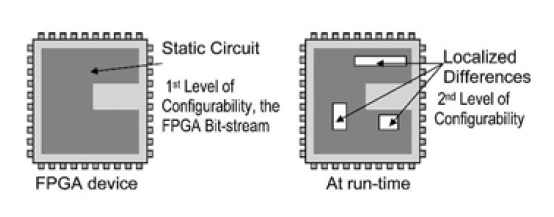 Static Circuit
1st Level of
Configurability, the
FPGA Bit-stream
FPGA device
Localized
Differences
2nd Level of
Configurability
At run-time